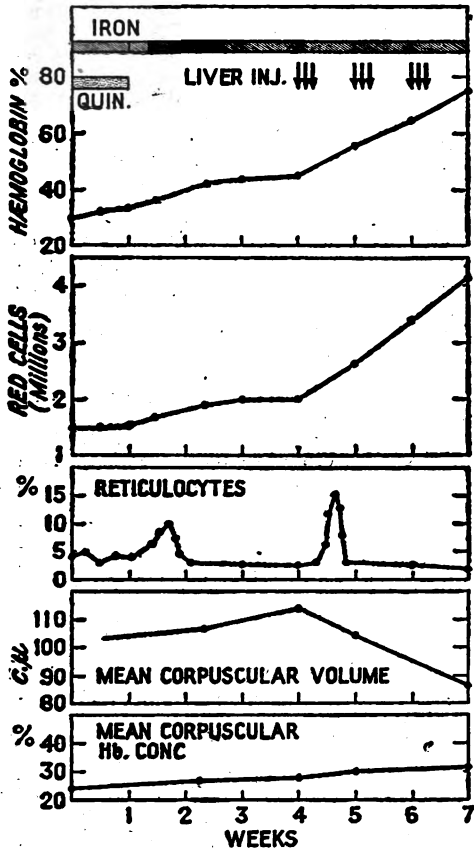 IRON
HÆMOGLOBIN %
80
60
40
20
QUIN.
LIVER INJ.
RED CELLS
(Millions)
4
3
2
1
%
RETICULOCYTES
15
10
5
0
c.μ
110
100
90
80
MEAN CORPUSCULAR VOLUME
%
MEAN CORPUSCULAR
Hb. CONC
40
30
20
1 2 3 4 5 6 7
WEEKS